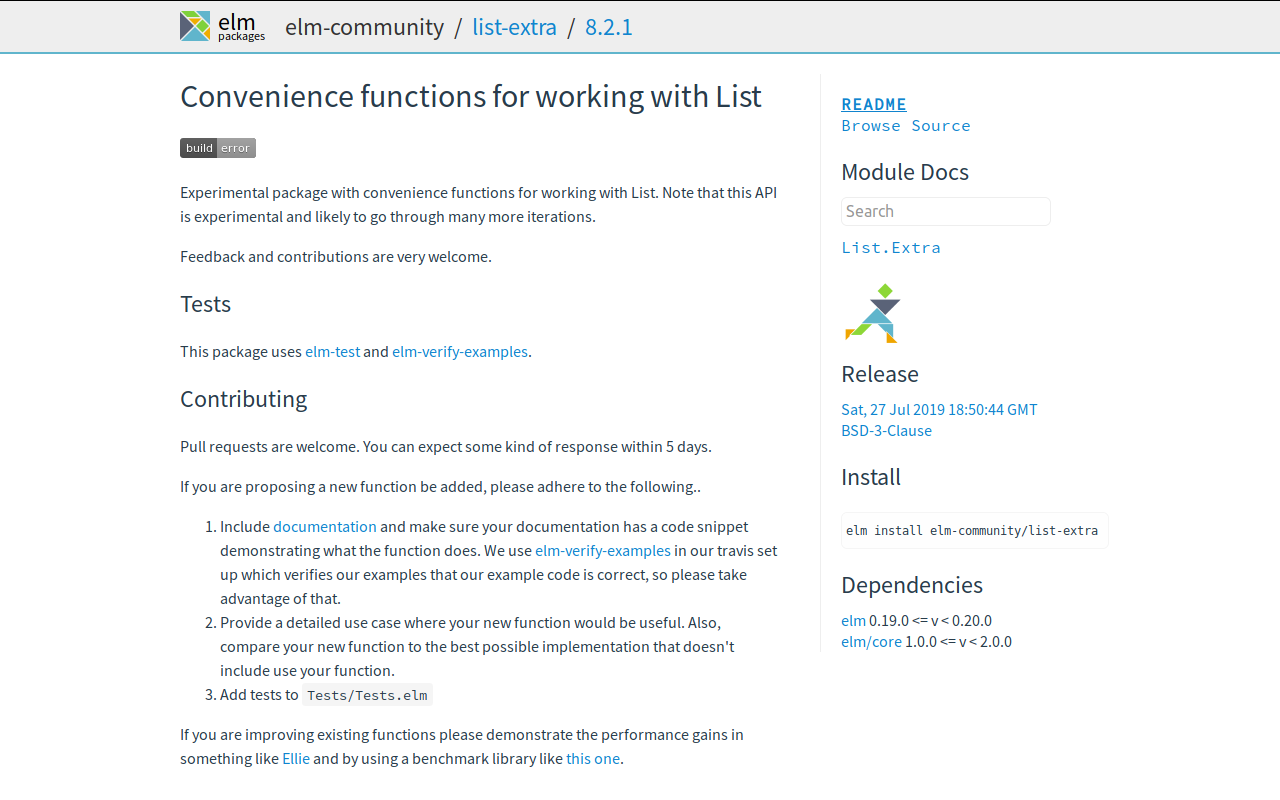 elm
packages
elm-community / list-extra / 8.2.1
Convenience functions for working with List
build error
Experimental package with convenience functions for working with List. Note that this API
is experimental and likely to go through many more iterations.
Feedback and contributions are very welcome.
Tests
This package uses elm-test and elm-verify-examples.
Contributing
Pull requests are welcome. You can expect some kind of response within 5 days.
If you are proposing a new function be added, please adhere to the following..
1. Include documentation and make sure your documentation has a code snippet
demonstrating what the function does. We use elm-verify-examples in our travis set
up which verifies our examples that our example code is correct, so please take
advantage of that.
2. Provide a detailed use case where your new function would be useful. Also,
compare your new function to the best possible implementation that doesn't
include use your function.
3. Add tests to Tests/Tests.elm
If you are improving existing functions please demonstrate the performance gains in
something like Ellie and by using a benchmark library like this one.
README
Browse Source
Module Docs
Search
List.Extra
Release
Sat, 27 Jul 2019 18:50:44 GMT
BSD-3-Clause
Install
elm install elm-community/list-extra
Dependencies
elm 0.19.0 <= v < 0.20.0
elm/core 1.0.0 <= v < 2.0.0